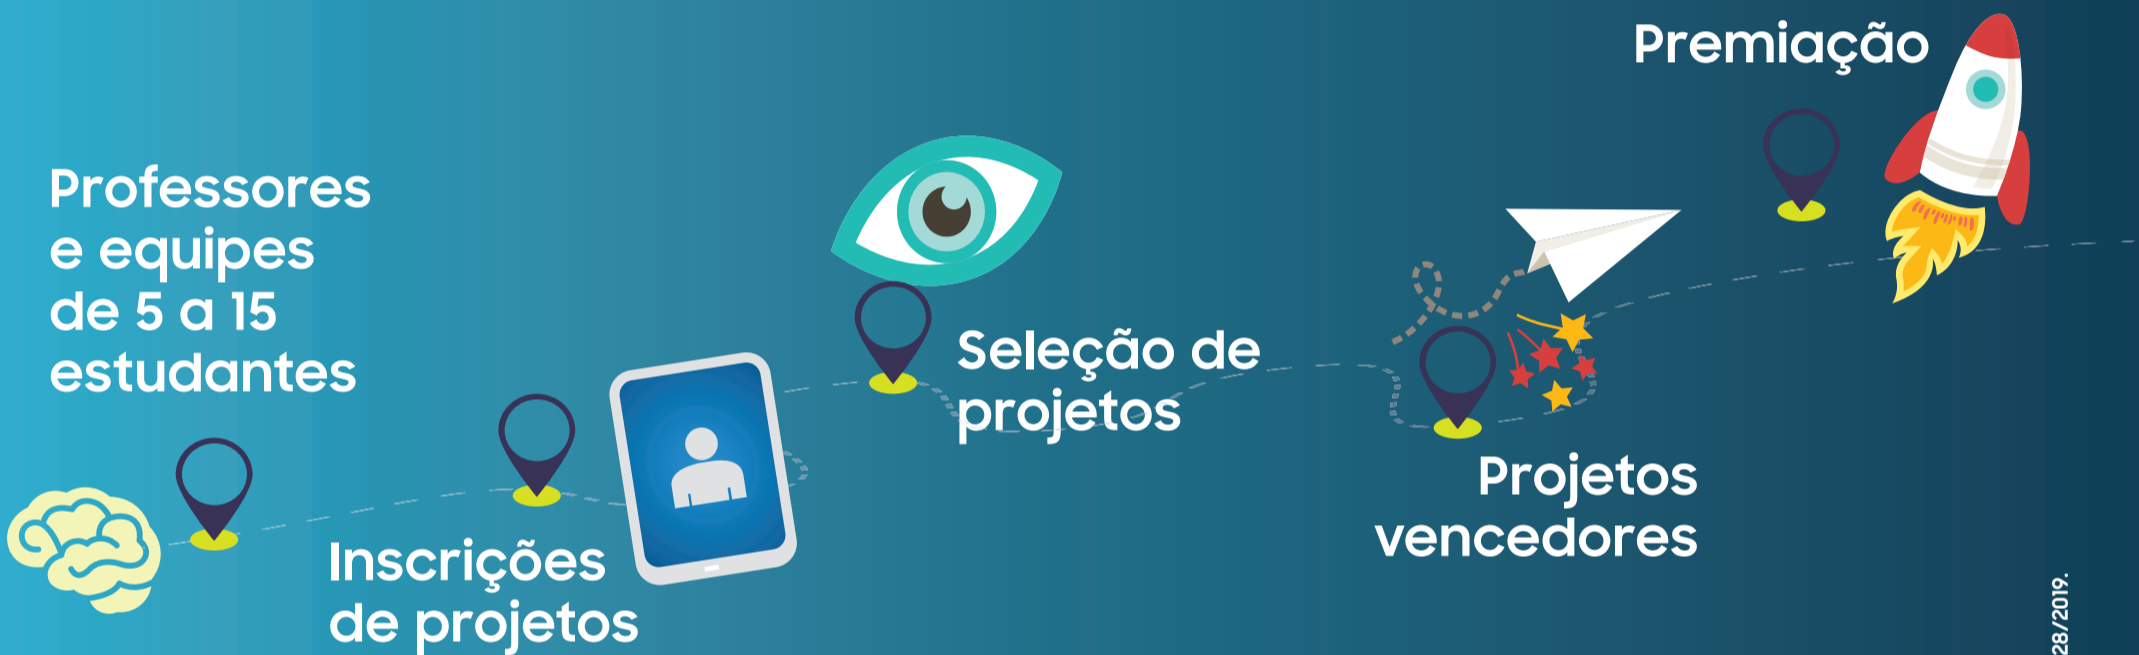 Professores
e equipes
de 5 a 15
estudantes
Inscrições
de projetos
Seleção de
projetos
Projetos
vencedores
Premiação
28/2019.